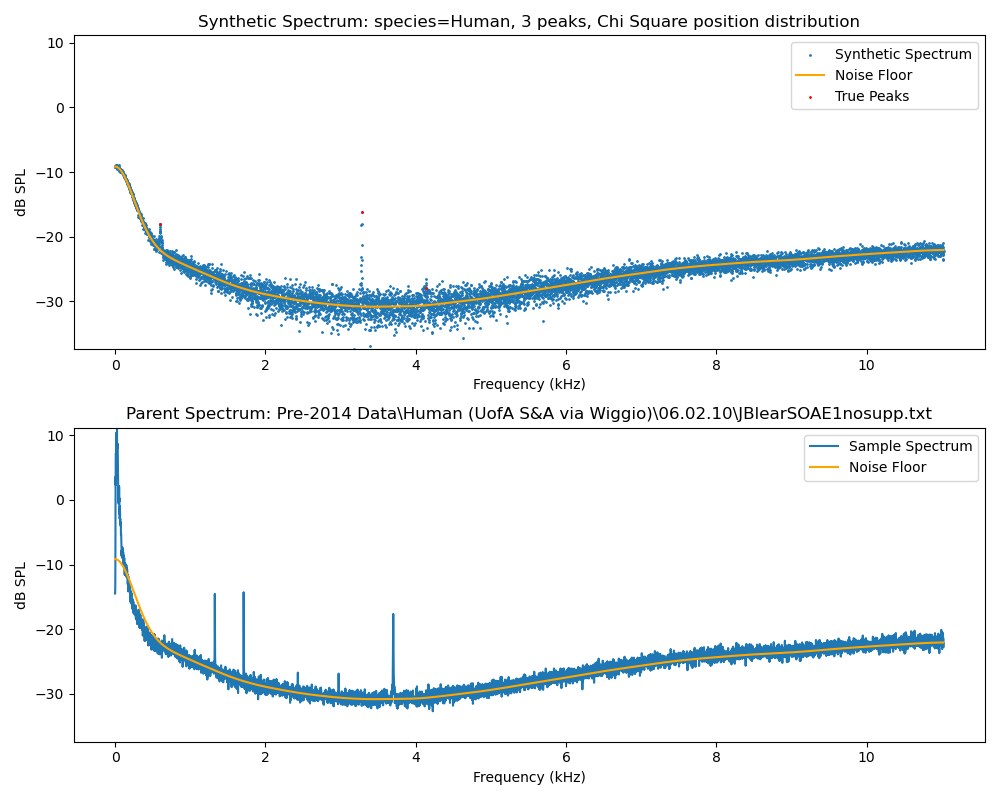 Synthetic Spectrum: species=Human, 3 peaks, Chi Square position distribution
10
0
−10
−20
−30
dB SPL
Synthetic Spectrum
Noise Floor
True Peaks
0 2 4 6 8 10
Frequency (kHz)
Parent Spectrum: Pre-2014 Data\Human (UofA S&A via Wiggio)\06.02.10\JBlearSOAE1nosupp.txt
10
0
−10
−20
−30
dB SPL
Sample Spectrum
Noise Floor
0 2 4 6 8 10
Frequency (kHz)